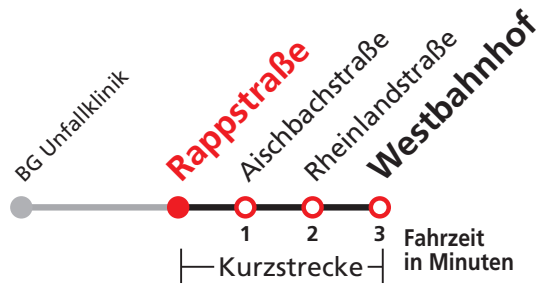 BG Unfallklinik
Rappstraße
Aischbachstraße
Rheinlandstraße
Westbahnhof
1 2 3 Fahrzeit
in Minuten
Kurzstrecke